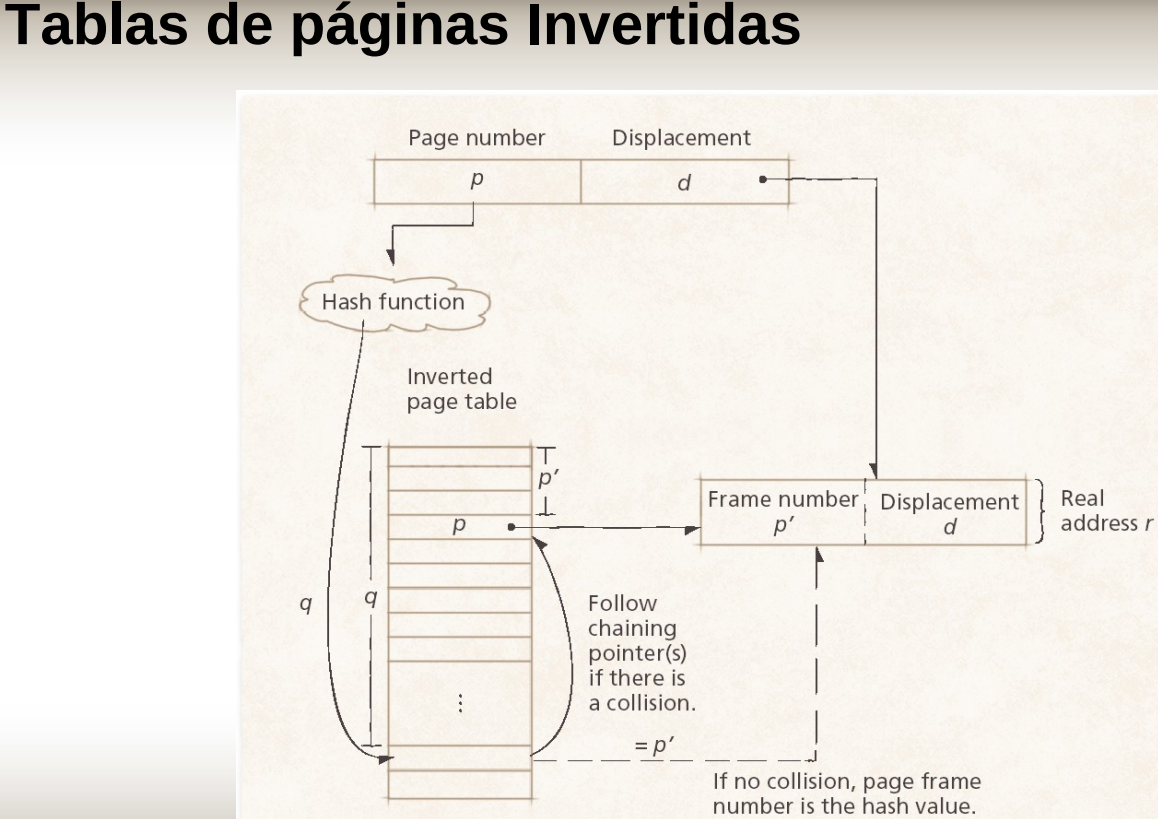 Tablas de páginas Invertidas
Page number
Displacement
p
d
Hash function
Inverted
page table
p′
p
q
q
Frame number
p′
Displacement
d
Real
address r
Follow
chaining
pointer(s)
if there is
a collision.
= p′
If no collision, page frame
number is the hash value.